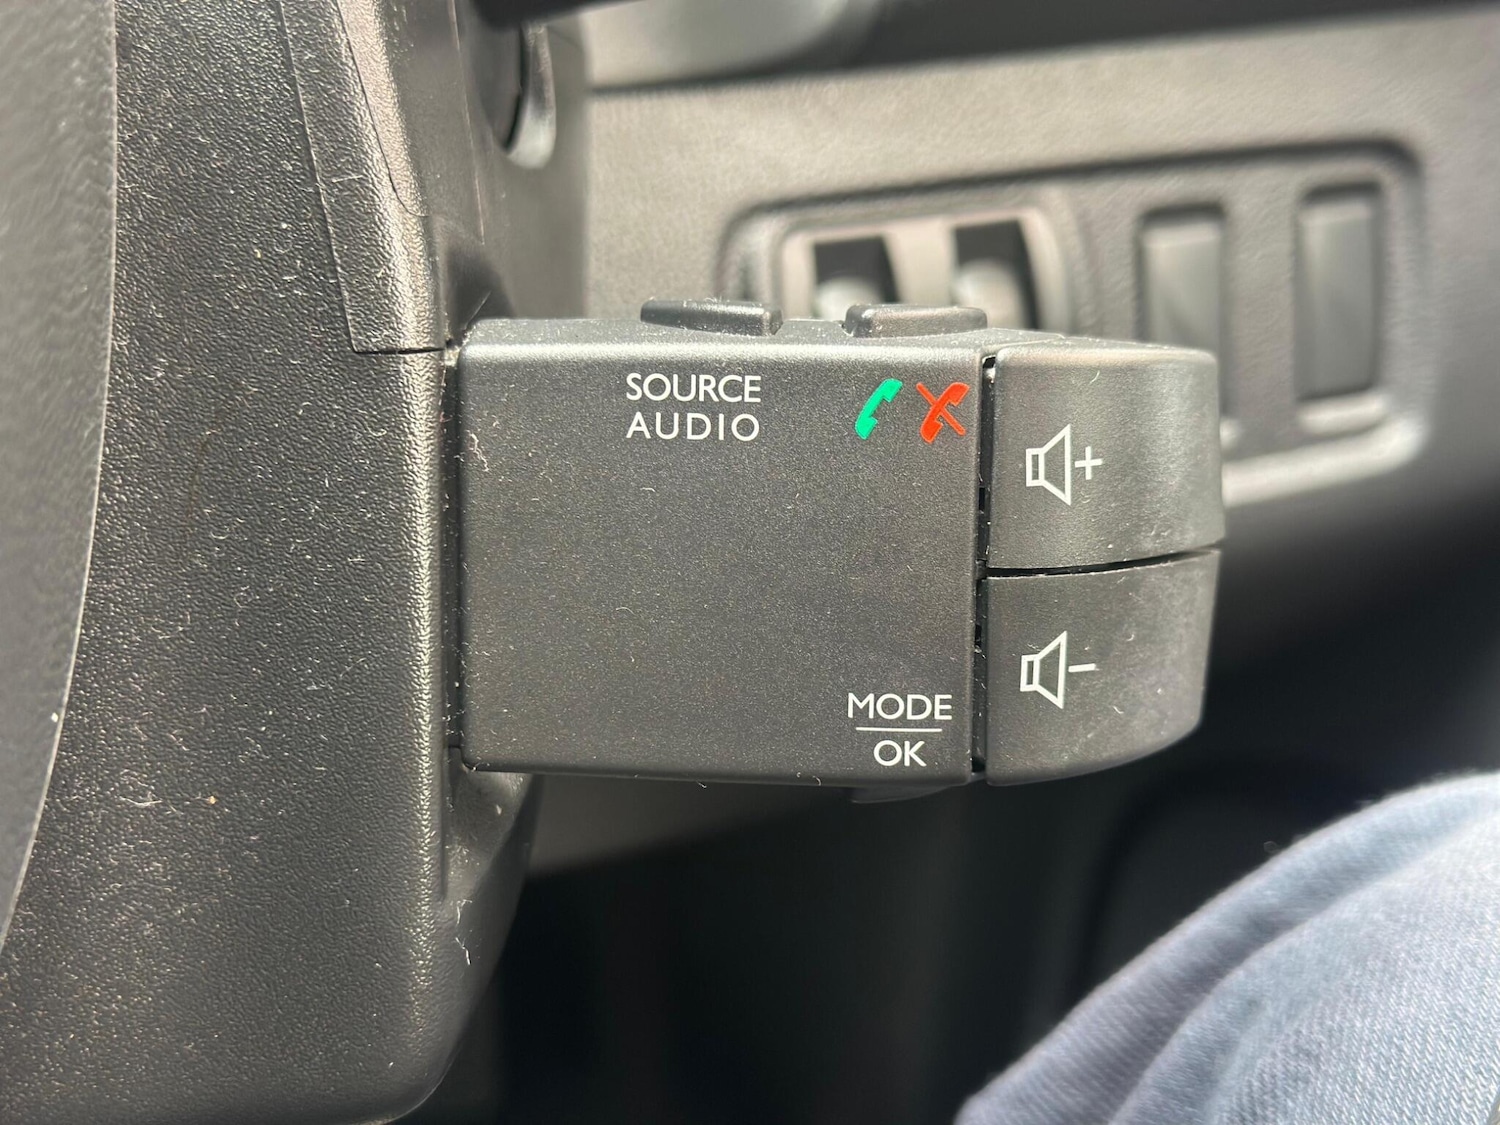 SOURCE
AUDIO
+
-
MODE
OK